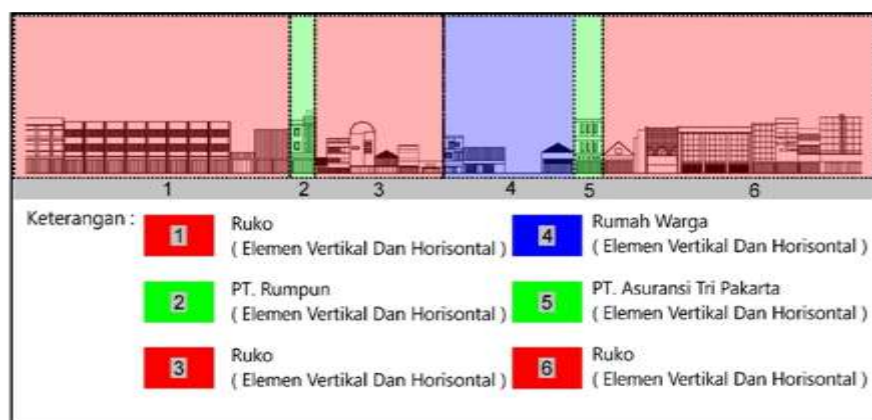 1 2 3 4 5 6
Keterangan :
1 Ruko
( Elemen Vertikal Dan Horisontal )
2 PT. Rumpun
( Elemen Vertikal Dan Horisontal )
3 Ruko
( Elemen Vertikal Dan Horisontal )
4 Rumah Warga
( Elemen Vertikal Dan Horisontal )
5 PT. Asuransi Tri Pakarta
( Elemen Vertikal Dan Horisontal )
6 Ruko
( Elemen Vertikal Dan Horisontal )